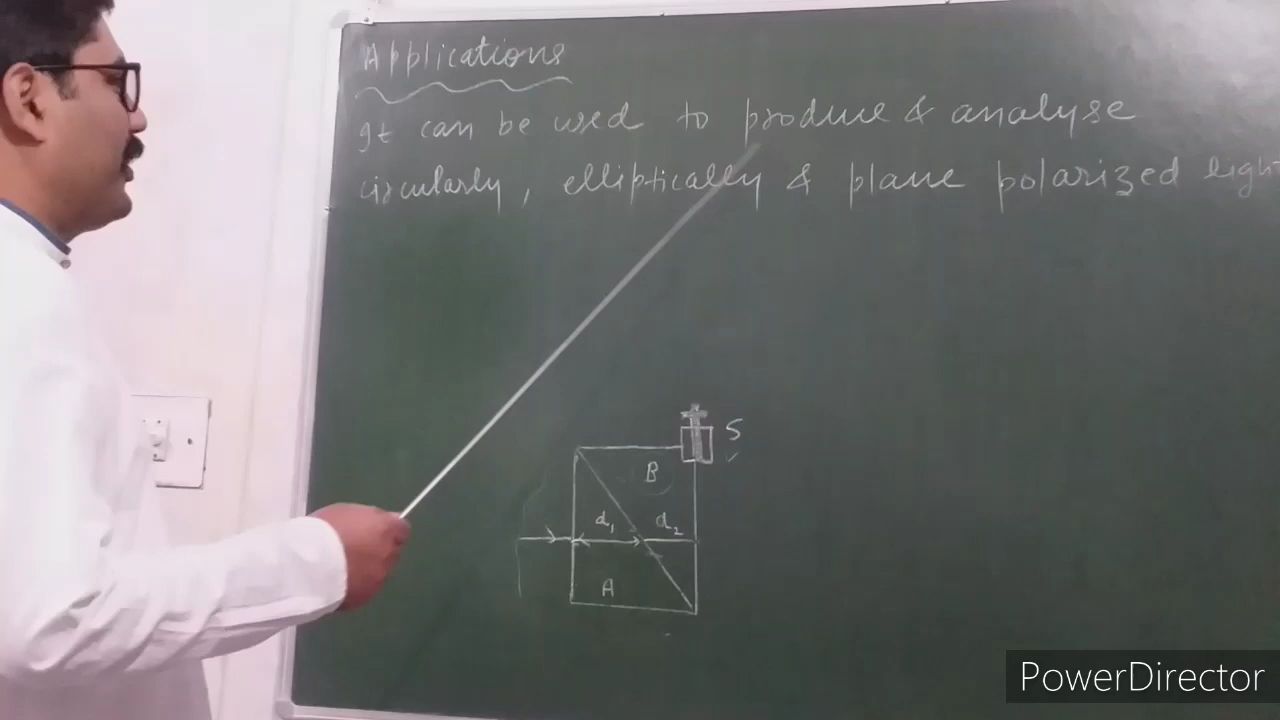 Applications
It can be used to produce & analyse
circularly, elliptically & plane polarized light
S
B
d₁ d₂
A
PowerDirector